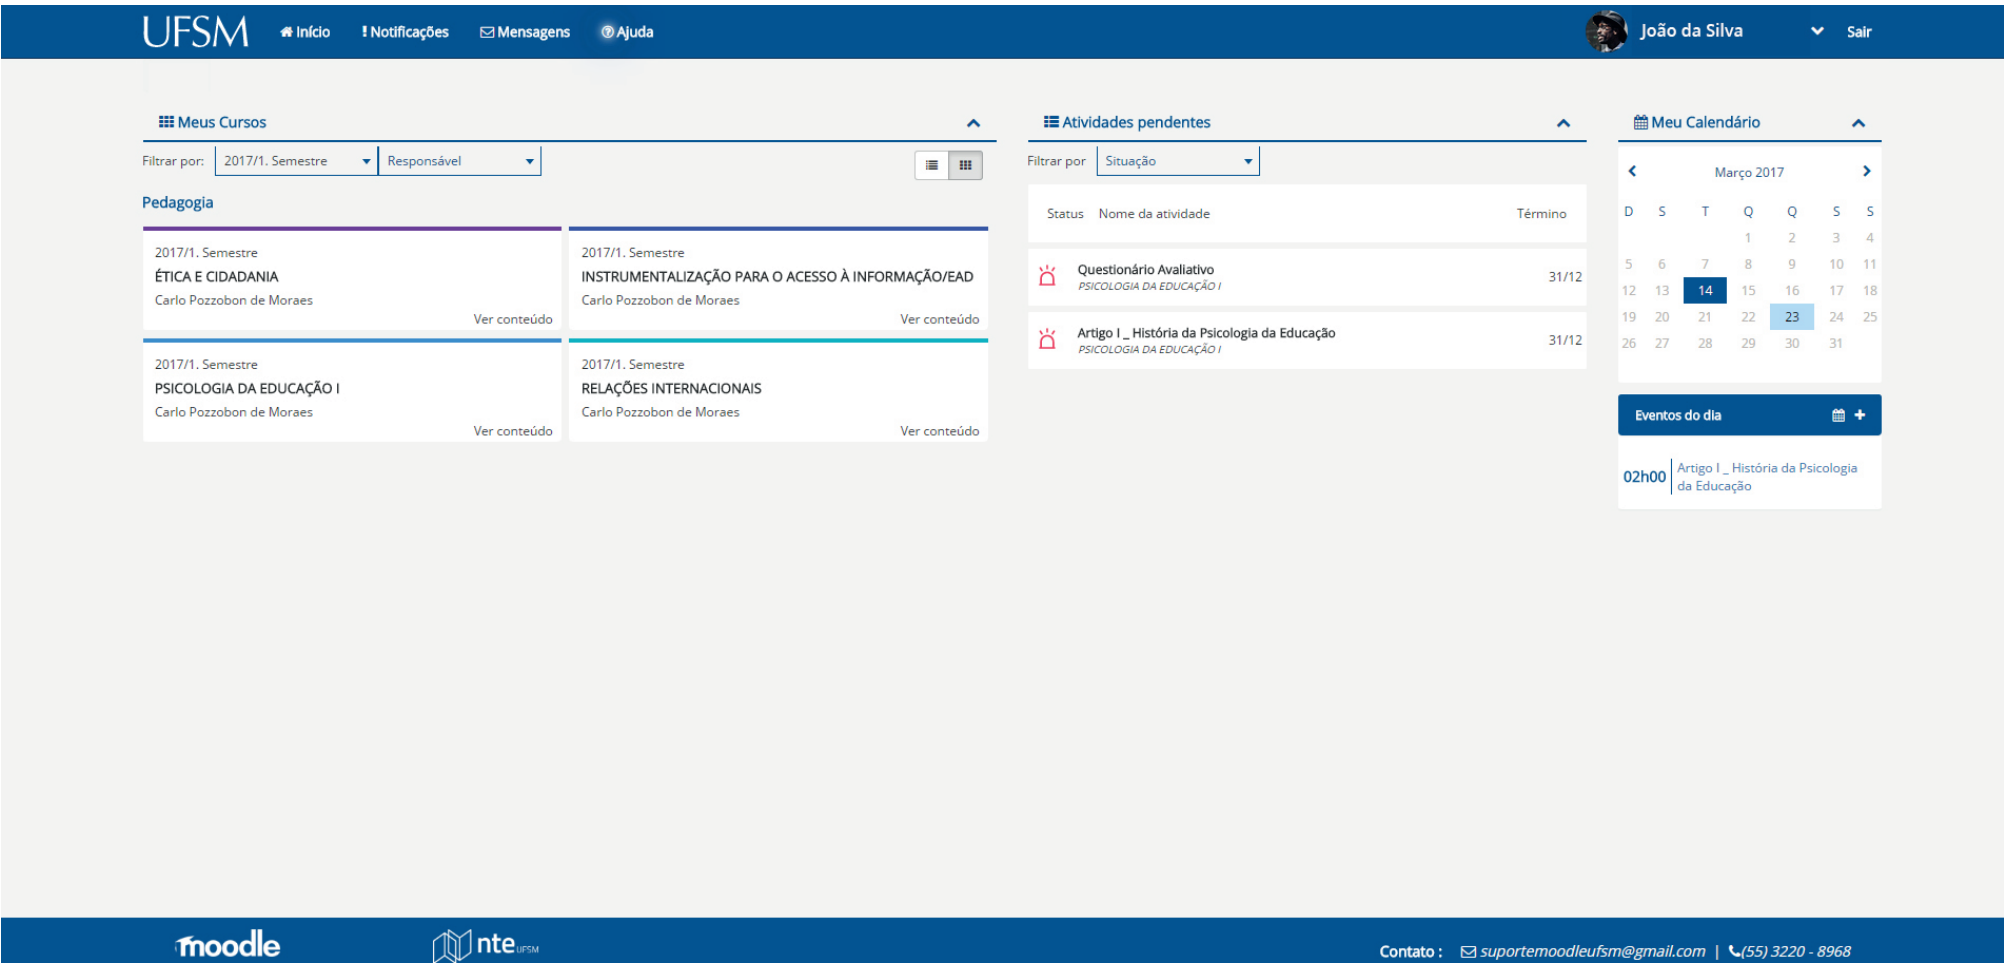 UFSM Início Notificações Mensagens Ajuda João da Silva Sair
Meus Cursos
Filtrar por: 2017/1. Semestre Responsável
Pedagogia
2017/1. Semestre
ÉTICA E CIDADANIA
Carlo Pozzobon de Moraes
Ver conteúdo
2017/1. Semestre
INSTRUMENTALIZAÇÃO PARA O ACESSO À INFORMAÇÃO/EAD
Carlo Pozzobon de Moraes
Ver conteúdo
2017/1. Semestre
PSICOLOGIA DA EDUCAÇÃO I
Carlo Pozzobon de Moraes
Ver conteúdo
2017/1. Semestre
RELAÇÕES INTERNACIONAIS
Carlo Pozzobon de Moraes
Ver conteúdo
Atividades pendentes
Filtrar por Situação
Status Nome da atividade Término
Questionário Avaliativo 31/12
PSICOLOGIA DA EDUCAÇÃO I
Artigo I _ História da Psicologia da Educação 31/12
PSICOLOGIA DA EDUCAÇÃO I
Meu Calendário
Março 2017
D S T Q Q S S
1 2 3 4
5 6 7 8 9 10 11
12 13 14 15 16 17 18
19 20 21 22 23 24 25
26 27 28 29 30 31
Eventos do dia
02h00 Artigo I _ História da Psicologia
da Educação
moodle nte UFSM Contato : suportemoodleufsm@gmail.com | (55) 3220 - 8968